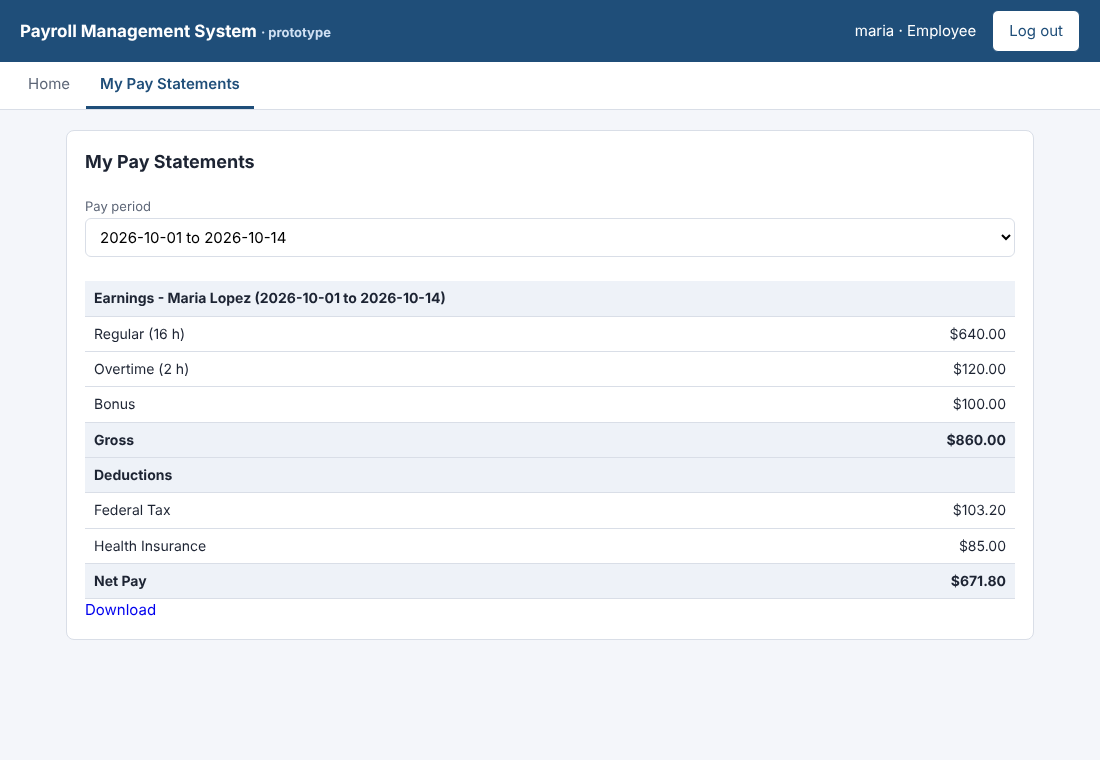 Payroll Management System · prototype
maria · Employee
Log out
Home
My Pay Statements
My Pay Statements
Pay period
2026-10-01 to 2026-10-14
Earnings - Maria Lopez (2026-10-01 to 2026-10-14)
Regular (16 h) $640.00
Overtime (2 h) $120.00
Bonus $100.00
Gross $860.00
Deductions
Federal Tax $103.20
Health Insurance $85.00
Net Pay $671.80
Download